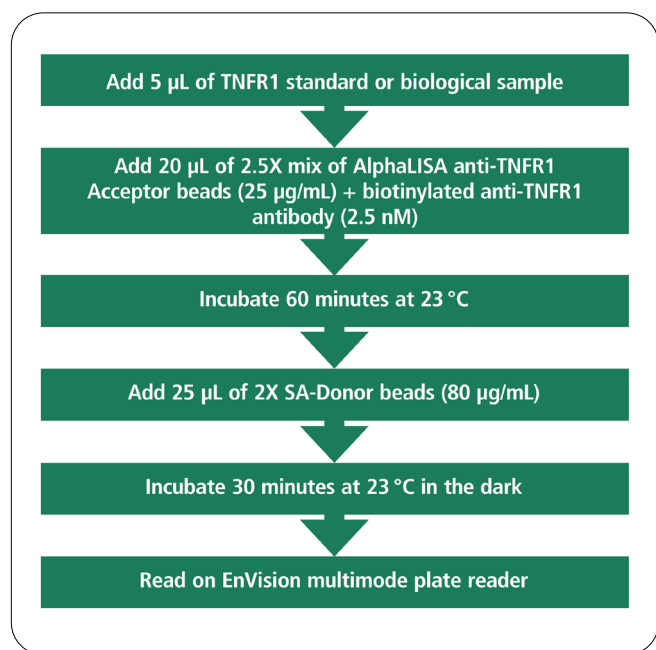 Add 5 µL of TNFR1 standard or biological sample
Add 20 µL of 2.5X mix of AlphaLISA anti-TNFR1
Acceptor beads (25 µg/mL) + biotinylated anti-TNFR1
antibody (2.5 nM)
Incubate 60 minutes at 23 °C
Add 25 µL of 2X SA-Donor beads (80 µg/mL)
Incubate 30 minutes at 23 °C in the dark
Read on EnVision multimode plate reader